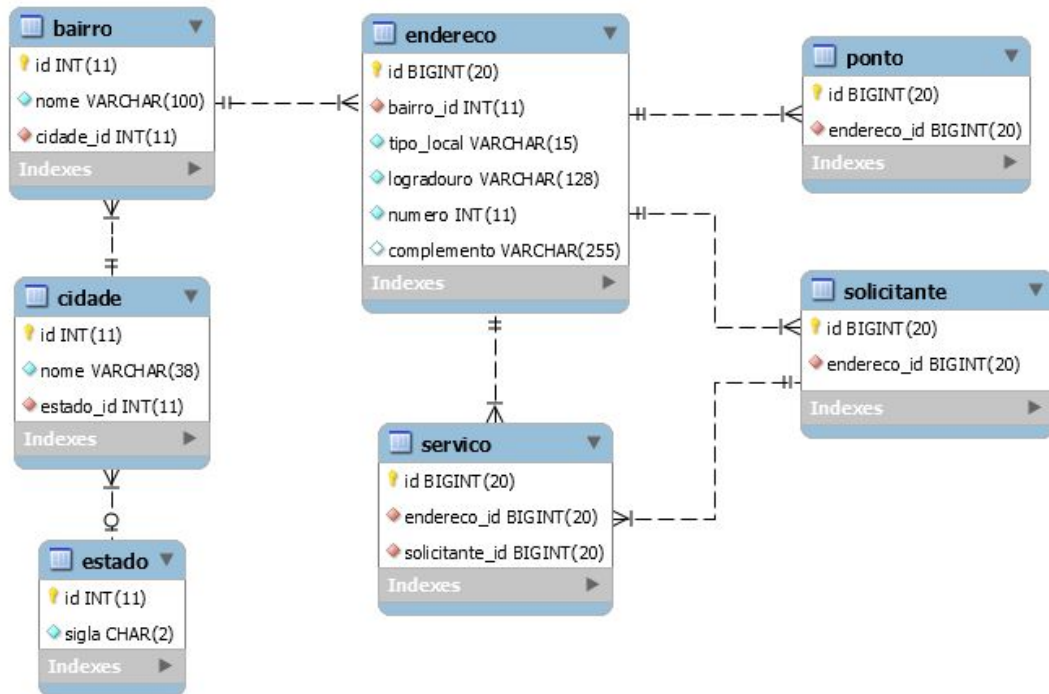 bairro
id INT(11)
nome VARCHAR(100)
cidade_id INT(11)
Indexes
endereco
id BIGINT(20)
bairro_id INT(11)
tipo_local VARCHAR(15)
logradouro VARCHAR(128)
numero INT(11)
complemento VARCHAR(255)
Indexes
ponto
id BIGINT(20)
endereco_id BIGINT(20)
Indexes
cidade
id INT(11)
nome VARCHAR(38)
estado_id INT(11)
Indexes
solicitante
id BIGINT(20)
endereco_id BIGINT(20)
Indexes
servico
id BIGINT(20)
endereco_id BIGINT(20)
solicitante_id BIGINT(20)
Indexes
estado
id INT(11)
sigla CHAR(2)
Indexes